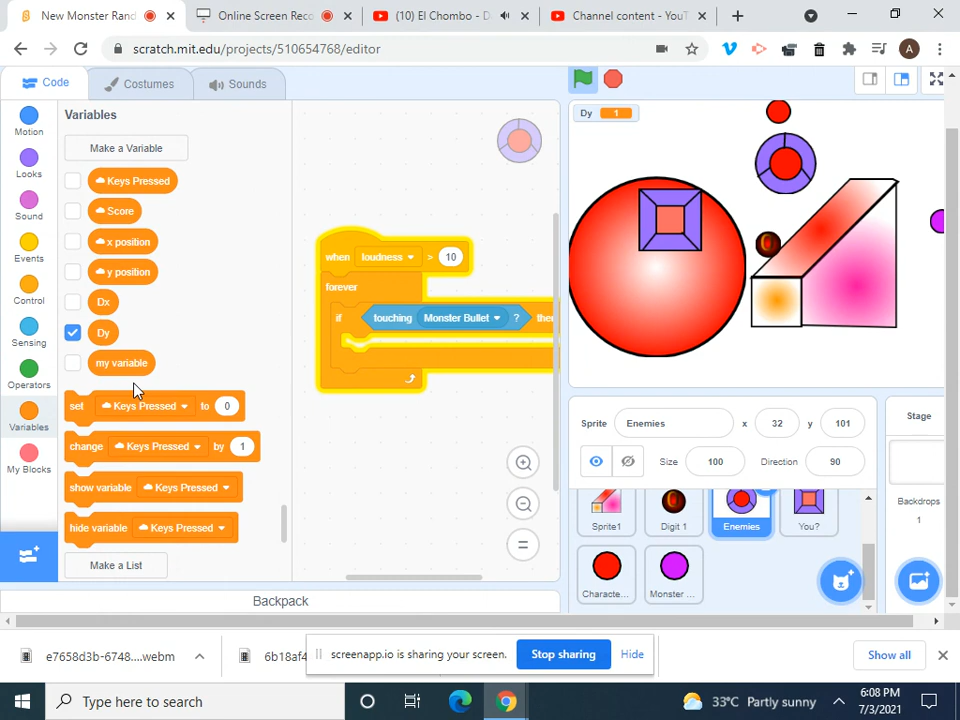 New Monster Rand
Online Screen Reco
(10) El Chombo - D
Channel content - YouT
scratch.mit.edu/projects/510654768/editor
A
Code
Costumes
Sounds
Motion
Looks
Sound
Events
Control
Sensing
Operators
Variables
My Blocks
Variables
Make a Variable
Keys Pressed
Score
x position
y position
Dx
Dy
my variable
set Keys Pressed to 0
change Keys Pressed by 1
show variable Keys Pressed
hide variable Keys Pressed
Make a List
when loudness > 10
forever
if touching Monster Bullet ? then
Dy 1
Sprite Enemies x 32 y 101
Size 100 Direction 90
Sprite1
Digit 1
Enemies
You?
Characte...
Monster ...
Stage
Backdrops
1
Backpack
e7658d3b-6748....webm
6b18af4
screenapp.io is sharing your screen.
Stop sharing
Hide
Show all
Type here to search
33°C Partly sunny
6:08 PM
7/3/2021